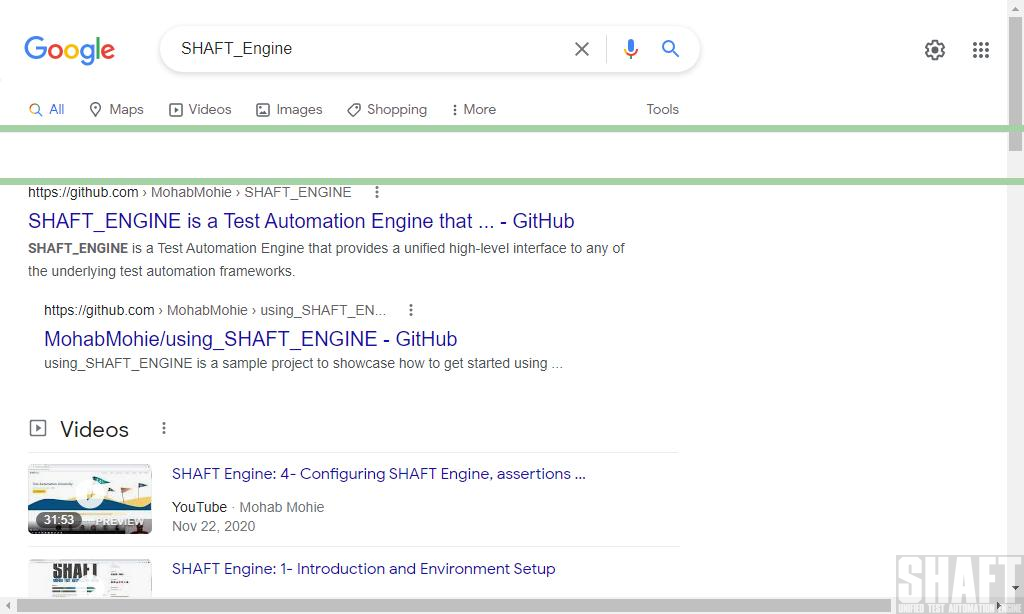 Google
SHAFT_Engine
All Maps Videos Images Shopping More Tools
https://github.com › MohabMohie › SHAFT_ENGINE
SHAFT_ENGINE is a Test Automation Engine that ... - GitHub
SHAFT_ENGINE is a Test Automation Engine that provides a unified high-level interface to any of
the underlying test automation frameworks.
https://github.com › MohabMohie › using_SHAFT_EN...
MohabMohie/using_SHAFT_ENGINE - GitHub
using_SHAFT_ENGINE is a sample project to showcase how to get started using ...
Videos
SHAFT Engine: 4- Configuring SHAFT Engine, assertions ...
31:53 PREVIEW
YouTube · Mohab Mohie
Nov 22, 2020
SHAFT
SHAFT Engine: 1- Introduction and Environment Setup
SHAFT
UNIFIED TEST AUTOMATION